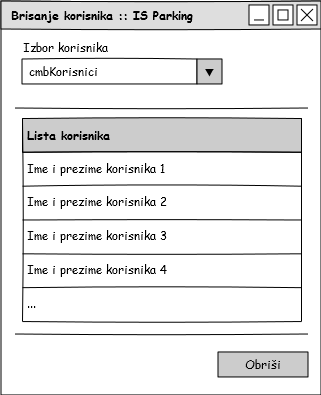 Brisanje korisnika :: IS Parking
Izbor korisnika
cmbKorisnici
Lista korisnika
Ime i prezime korisnika 1
Ime i prezime korisnika 2
Ime i prezime korisnika 3
Ime i prezime korisnika 4
...
Obriši